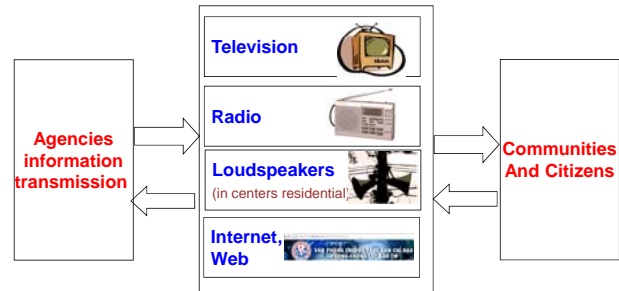 Agencies
information
transmission
Television
Radio
Loudspeakers
(in centers residential)
Internet,
Web
Communities
And Citizens